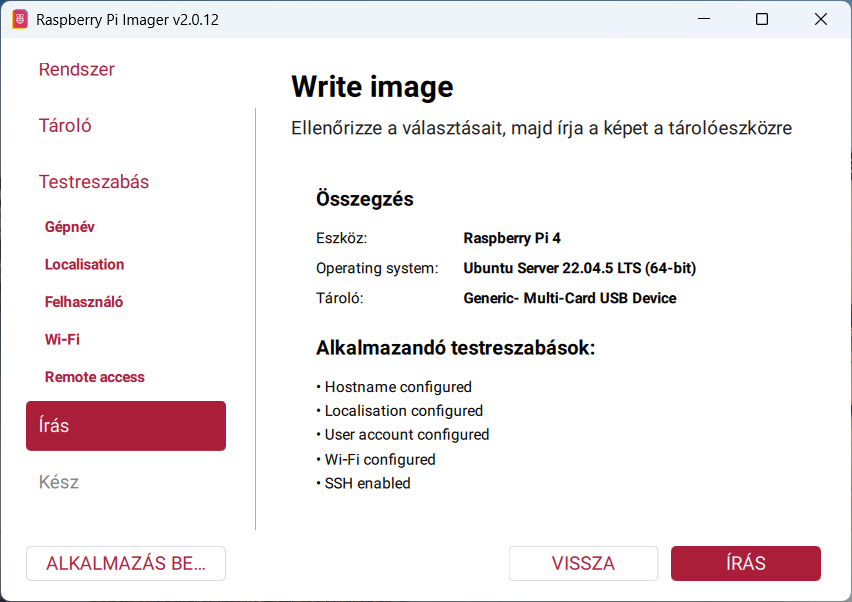 Raspberry Pi Imager v2.0.12
Rendszer
Tároló
Testreszabás
Gépnév
Localisation
Felhasználó
Wi-Fi
Remote access
Írás
Kész
ALKALMAZÁS BE...
Write image
Ellenőrizze a választásait, majd írja a képet a tárolóeszközre
Összegzés
Eszköz: Raspberry Pi 4
Operating system: Ubuntu Server 22.04.5 LTS (64-bit)
Tároló: Generic- Multi-Card USB Device
Alkalmazandó testreszabások:
• Hostname configured
• Localisation configured
• User account configured
• Wi-Fi configured
• SSH enabled
VISSZA
ÍRÁS